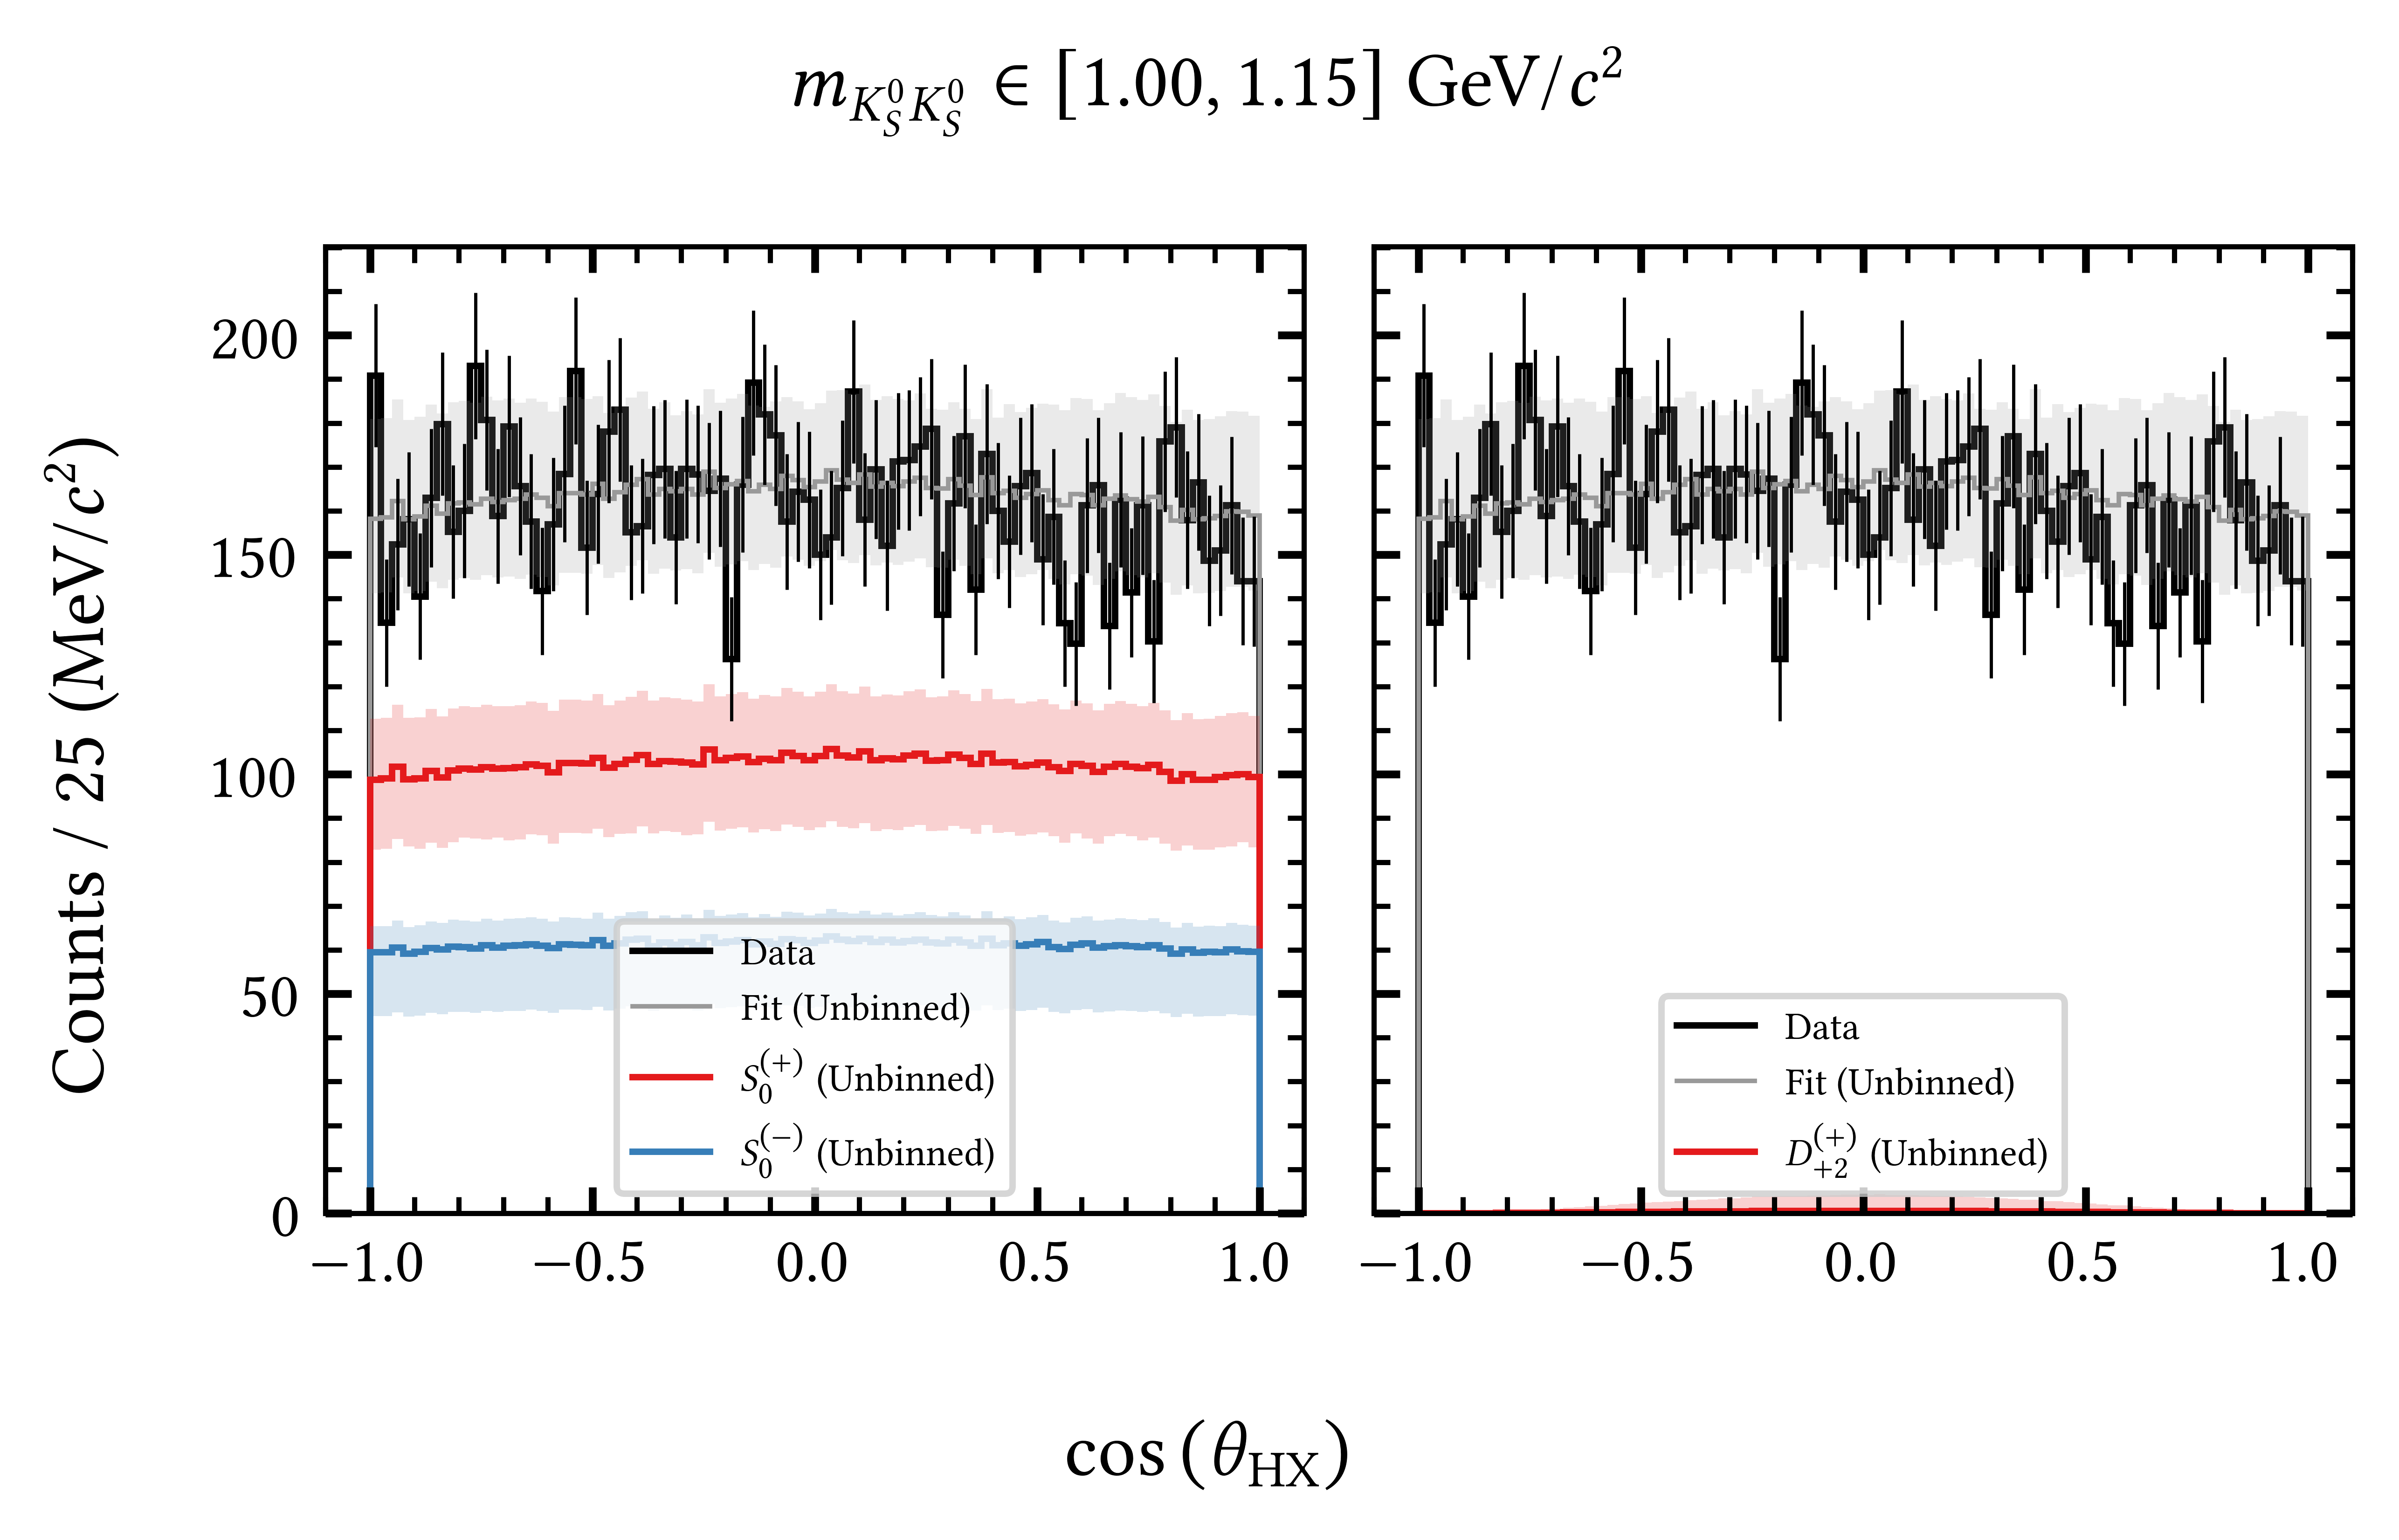 m_{K_S^0 K_S^0} ∈ [1.00, 1.15] GeV/c²
Counts / 25 (MeV/c²)
200
150
100
50
0
Data
Fit (Unbinned)
S_0^{(+)} (Unbinned)
S_0^{(−)} (Unbinned)
−1.0 −0.5 0.0 0.5 1.0
Data
Fit (Unbinned)
D_{+2}^{(+)} (Unbinned)
−1.0 −0.5 0.0 0.5 1.0
cos (θ_{HX})